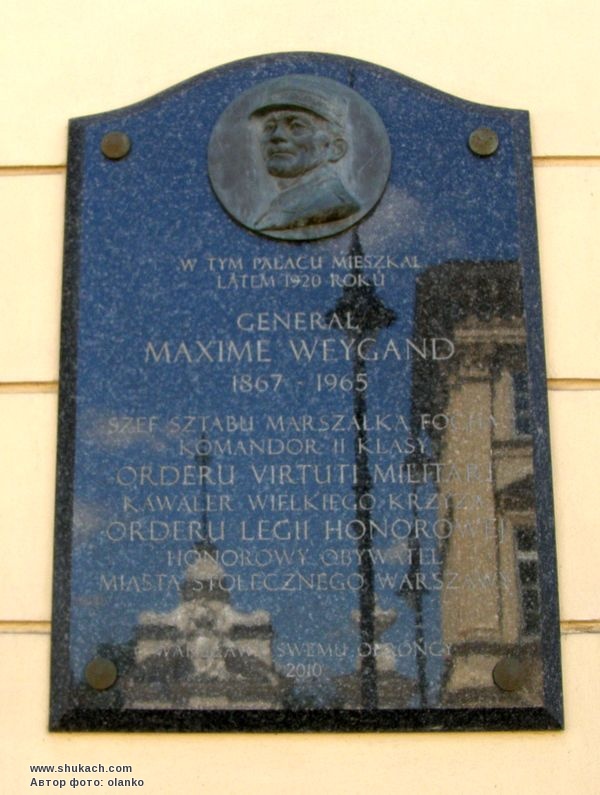 W TYM PAŁACU MIESZKAŁ
LATEM 1920 ROKU
GENERAŁ
MAXIME WEYGAND
1867 - 1965
SZEF SZTABU MARSZAŁKA FOCHA
KOMANDOR II KLASY
ORDERU VIRTUTI MILITARI
KAWALER WIELKIEGO KRZYŻA
ORDERU LEGII HONOROWEJ
HONOROWY OBYWATEL
MIASTA STOŁECZNEGO WARSZAWY
WARSZAWA SWEMU OBROŃCY
2010
www.shukach.com
Автор фото: olanko